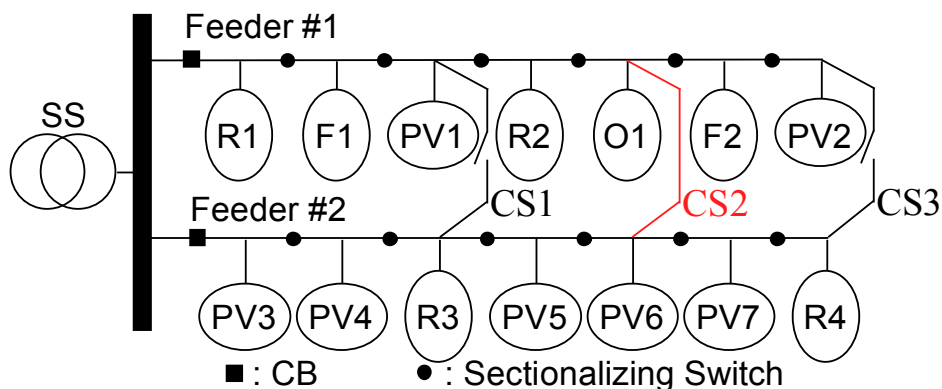 Feeder #1
SS
R1 F1 PV1 R2 O1 F2 PV2
CS1 CS2 CS3
Feeder #2
PV3 PV4 R3 PV5 PV6 PV7 R4
■ : CB ● : Sectionalizing Switch